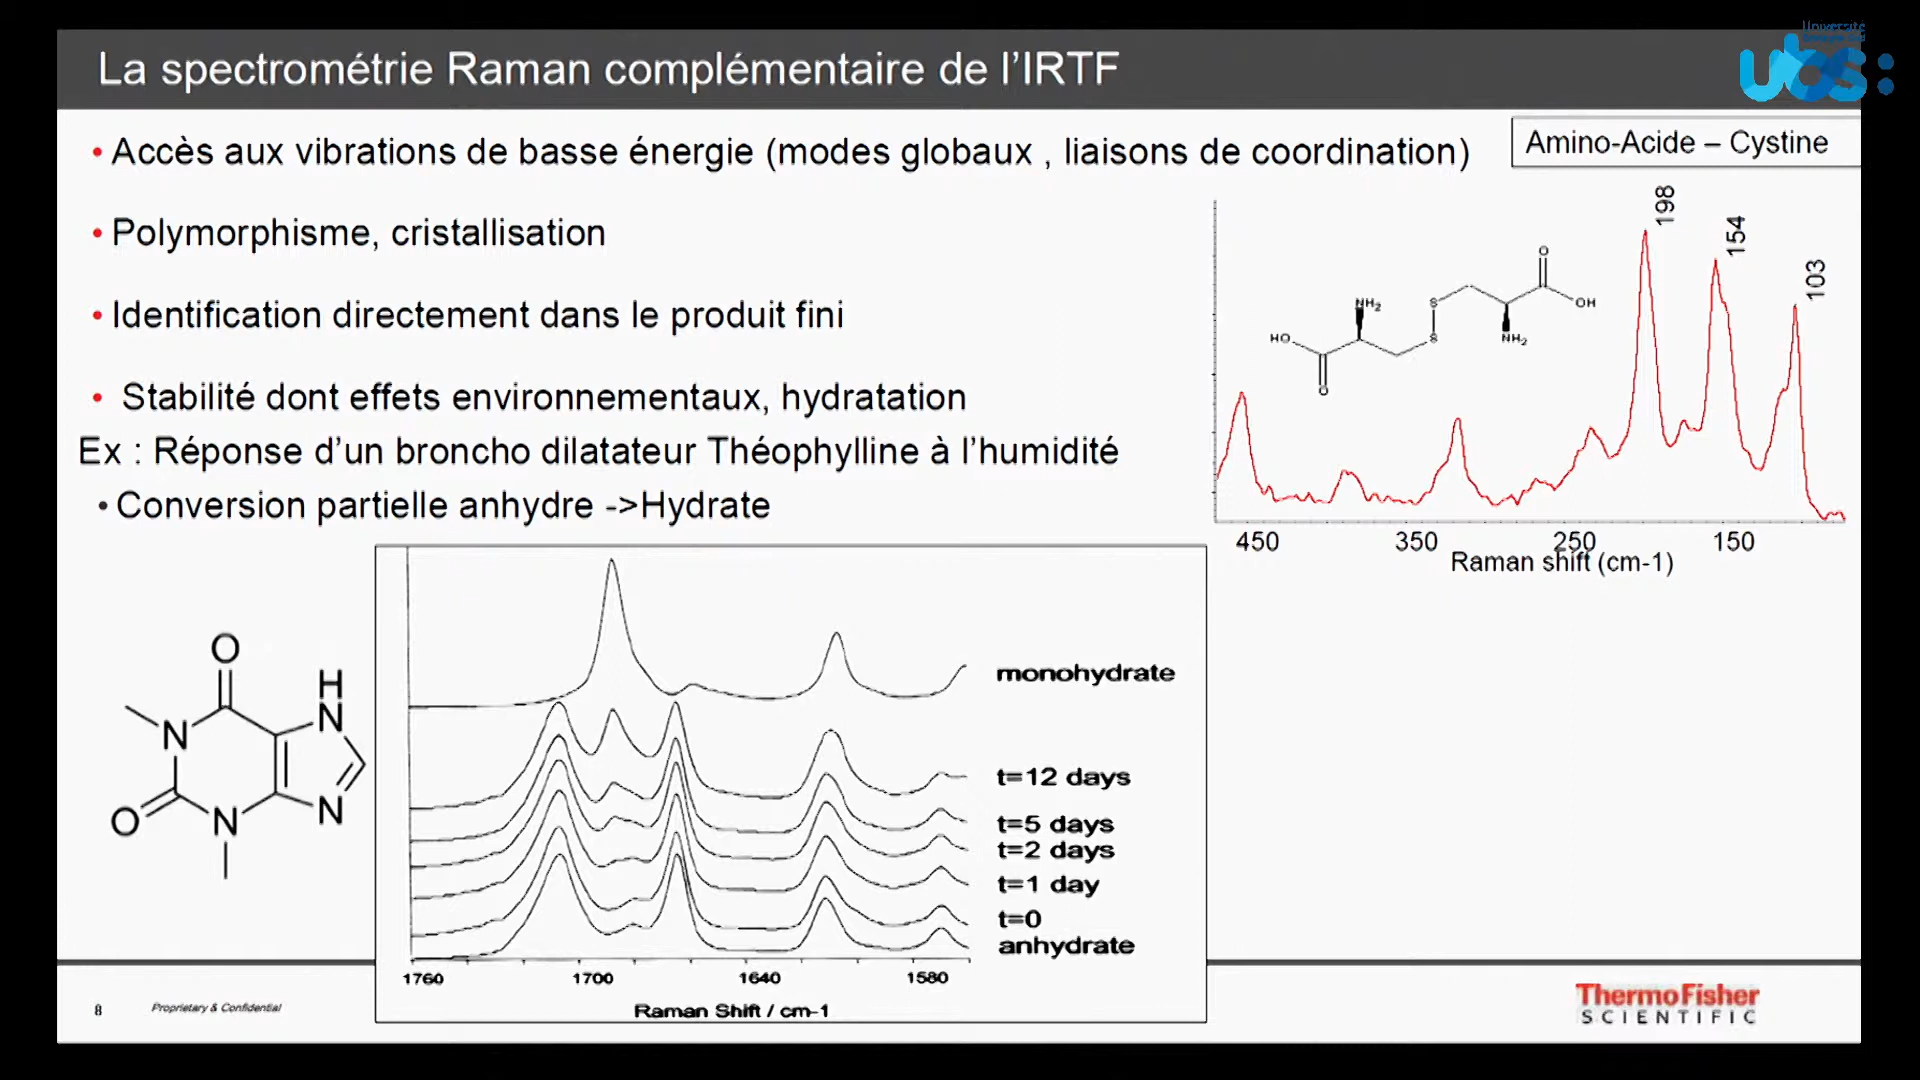 Université
ubs:
La spectrométrie Raman complémentaire de l’IRTF
• Accès aux vibrations de basse énergie (modes globaux , liaisons de coordination)
• Polymorphisme, cristallisation
• Identification directement dans le produit fini
• Stabilité dont effets environnementaux, hydratation
Ex : Réponse d’un broncho dilatateur Théophylline à l’humidité
• Conversion partielle anhydre ->Hydrate
Amino-Acide – Cystine
198
154
103
O
NH2
S
OH
HO
S
NH2
O
450 350 250 150
Raman shift (cm-1)
O
H
N
N
O
N
N
monohydrate
t=12 days
t=5 days
t=2 days
t=1 day
t=0
anhydrate
1760 1700 1640 1580
Raman Shift / cm-1
8 Proprietary & Confidential
ThermoFisher
SCIENTIFIC